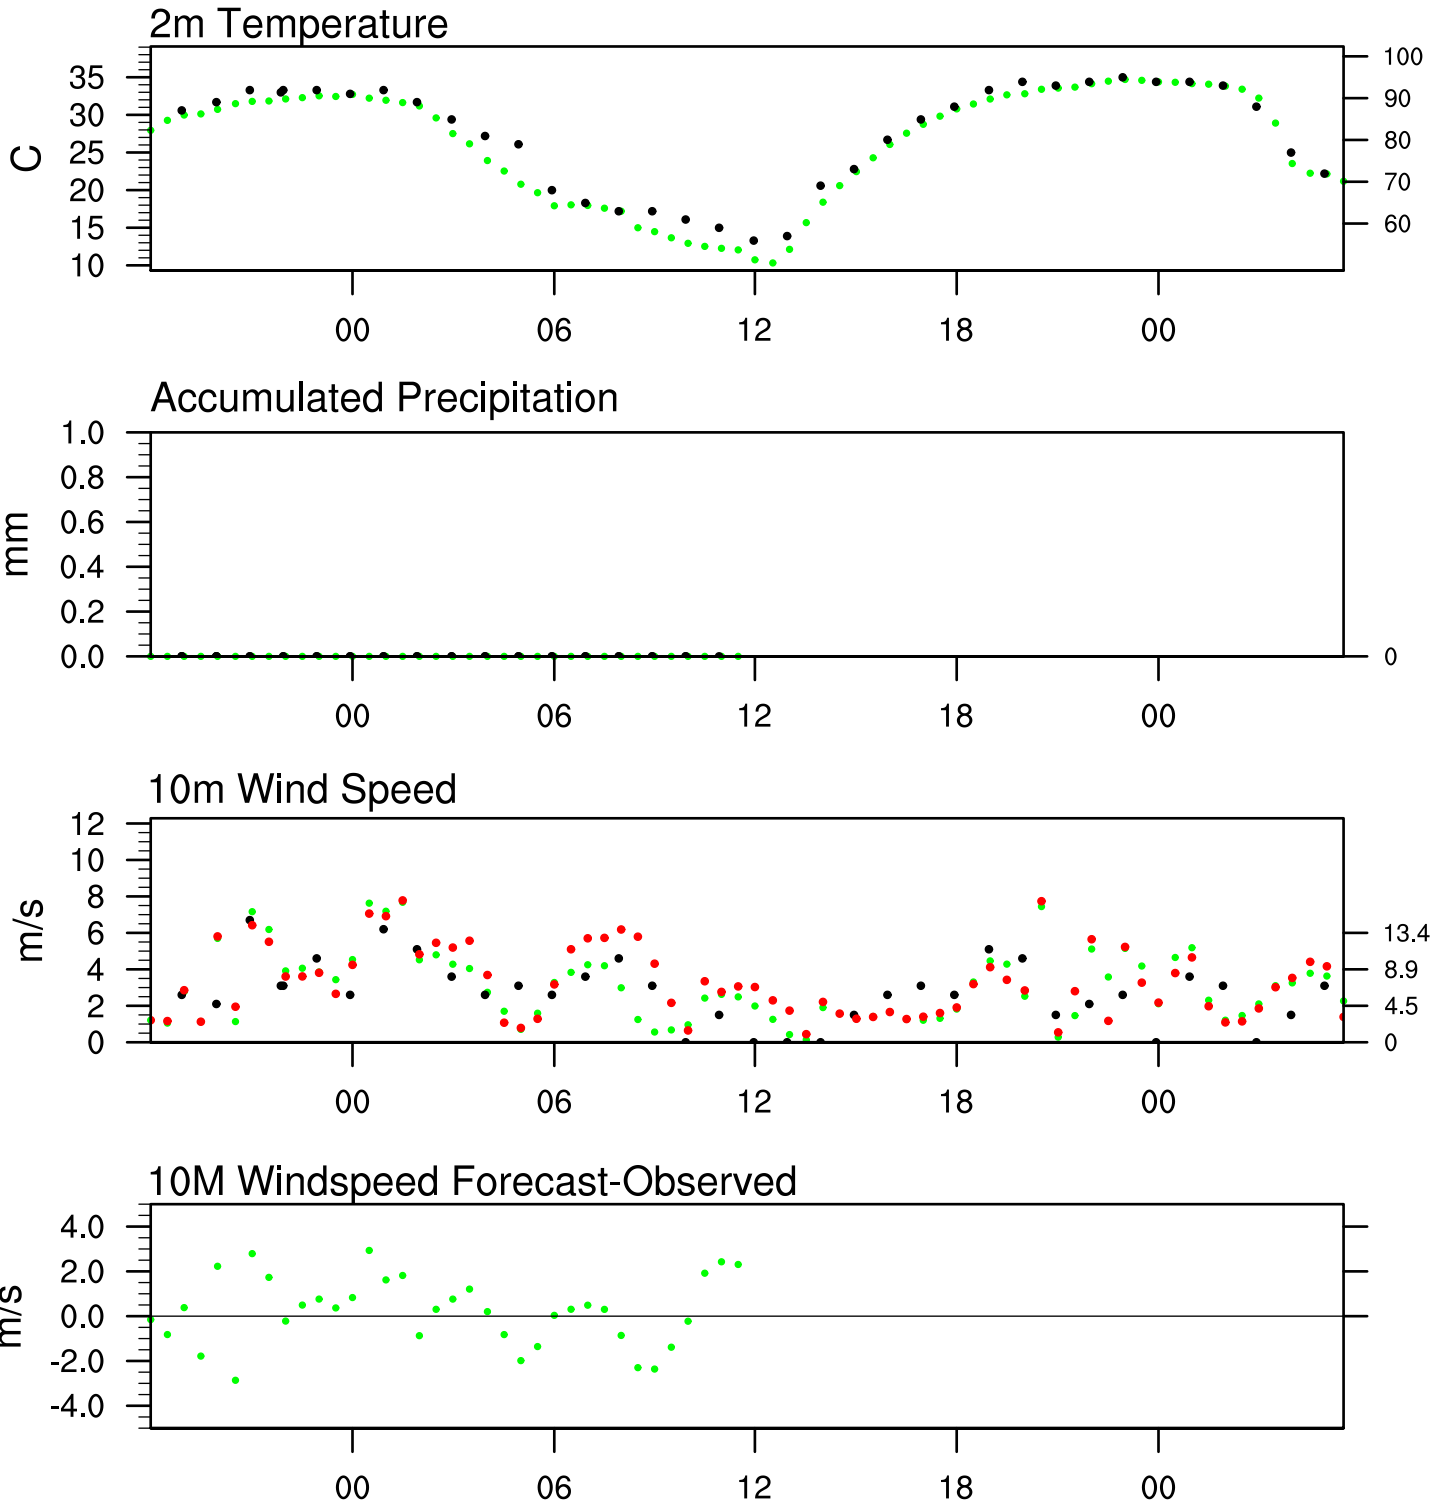 2m Temperature
35
30
25
20
15
10
C
100
90
80
70
60
00 06 12 18 00
Accumulated Precipitation
1.0
0.8
0.6
0.4
0.2
0.0
mm
0
00 06 12 18 00
10m Wind Speed
12
10
8
6
4
2
0
m/s
13.4
8.9
4.5
0
00 06 12 18 00
10M Windspeed Forecast-Observed
4.0
2.0
0.0
-2.0
-4.0
m/s
00 06 12 18 00